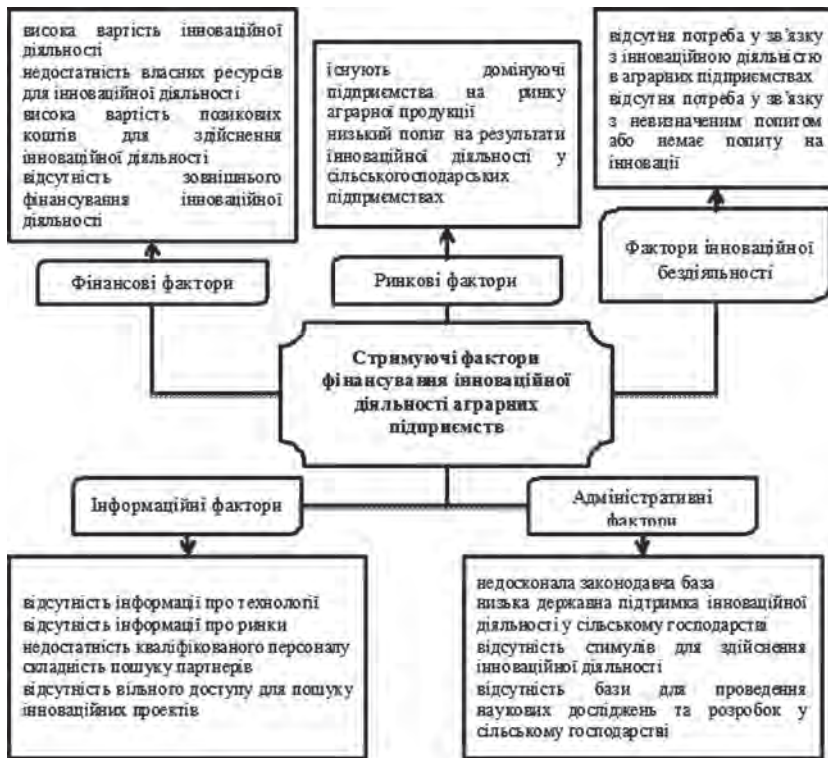 висока вартість інноваційної
діяльності
недостатність власних ресурсів
для інноваційної діяльності
висока вартість позикових
коштів для здійснення
інноваційної діяльності
відсутність зовнішнього
фінансування інноваційної
діяльності
Фінансові фактори
існують домінуючі
підприємства на ринку
аграрної продукції
низький попит на результати
інноваційної діяльності у
сільськогосподарських
підприємствах
Ринкові фактори
відсутня потреба у зв'язку
з інноваційною діяльністю
в аграрних підприємствах
відсутня потреба у зв'язку
з невизначеним попитом
або немає попиту на
інновації
Фактори інноваційної
бездіяльності
Стримуючі фактори
фінансування інноваційної
діяльності аграрних
підприємств
Інформаційні фактори
Адміністративні
фактори
відсутність інформації про технології
відсутність інформації про ринки
недостатність кваліфікованого персоналу
складність пошуку партнерів
відсутність вільного доступу для пошуку
інноваційних проектів
недосконала законодавча база
низька державна підтримка інноваційної
діяльності у сільському господарстві
відсутність стимулів для здійснення
інноваційної діяльності
відсутність бази для проведення
наукових досліджень та розробок у
сільському господарстві